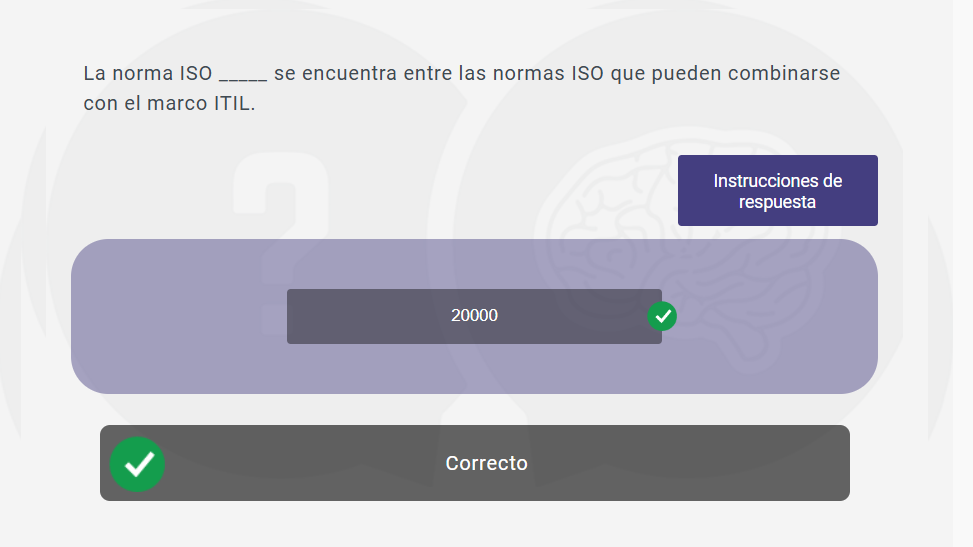 La norma ISO _____ se encuentra entre las normas ISO que pueden combinarse
con el marco ITIL.
Instrucciones de
respuesta
20000
Correcto